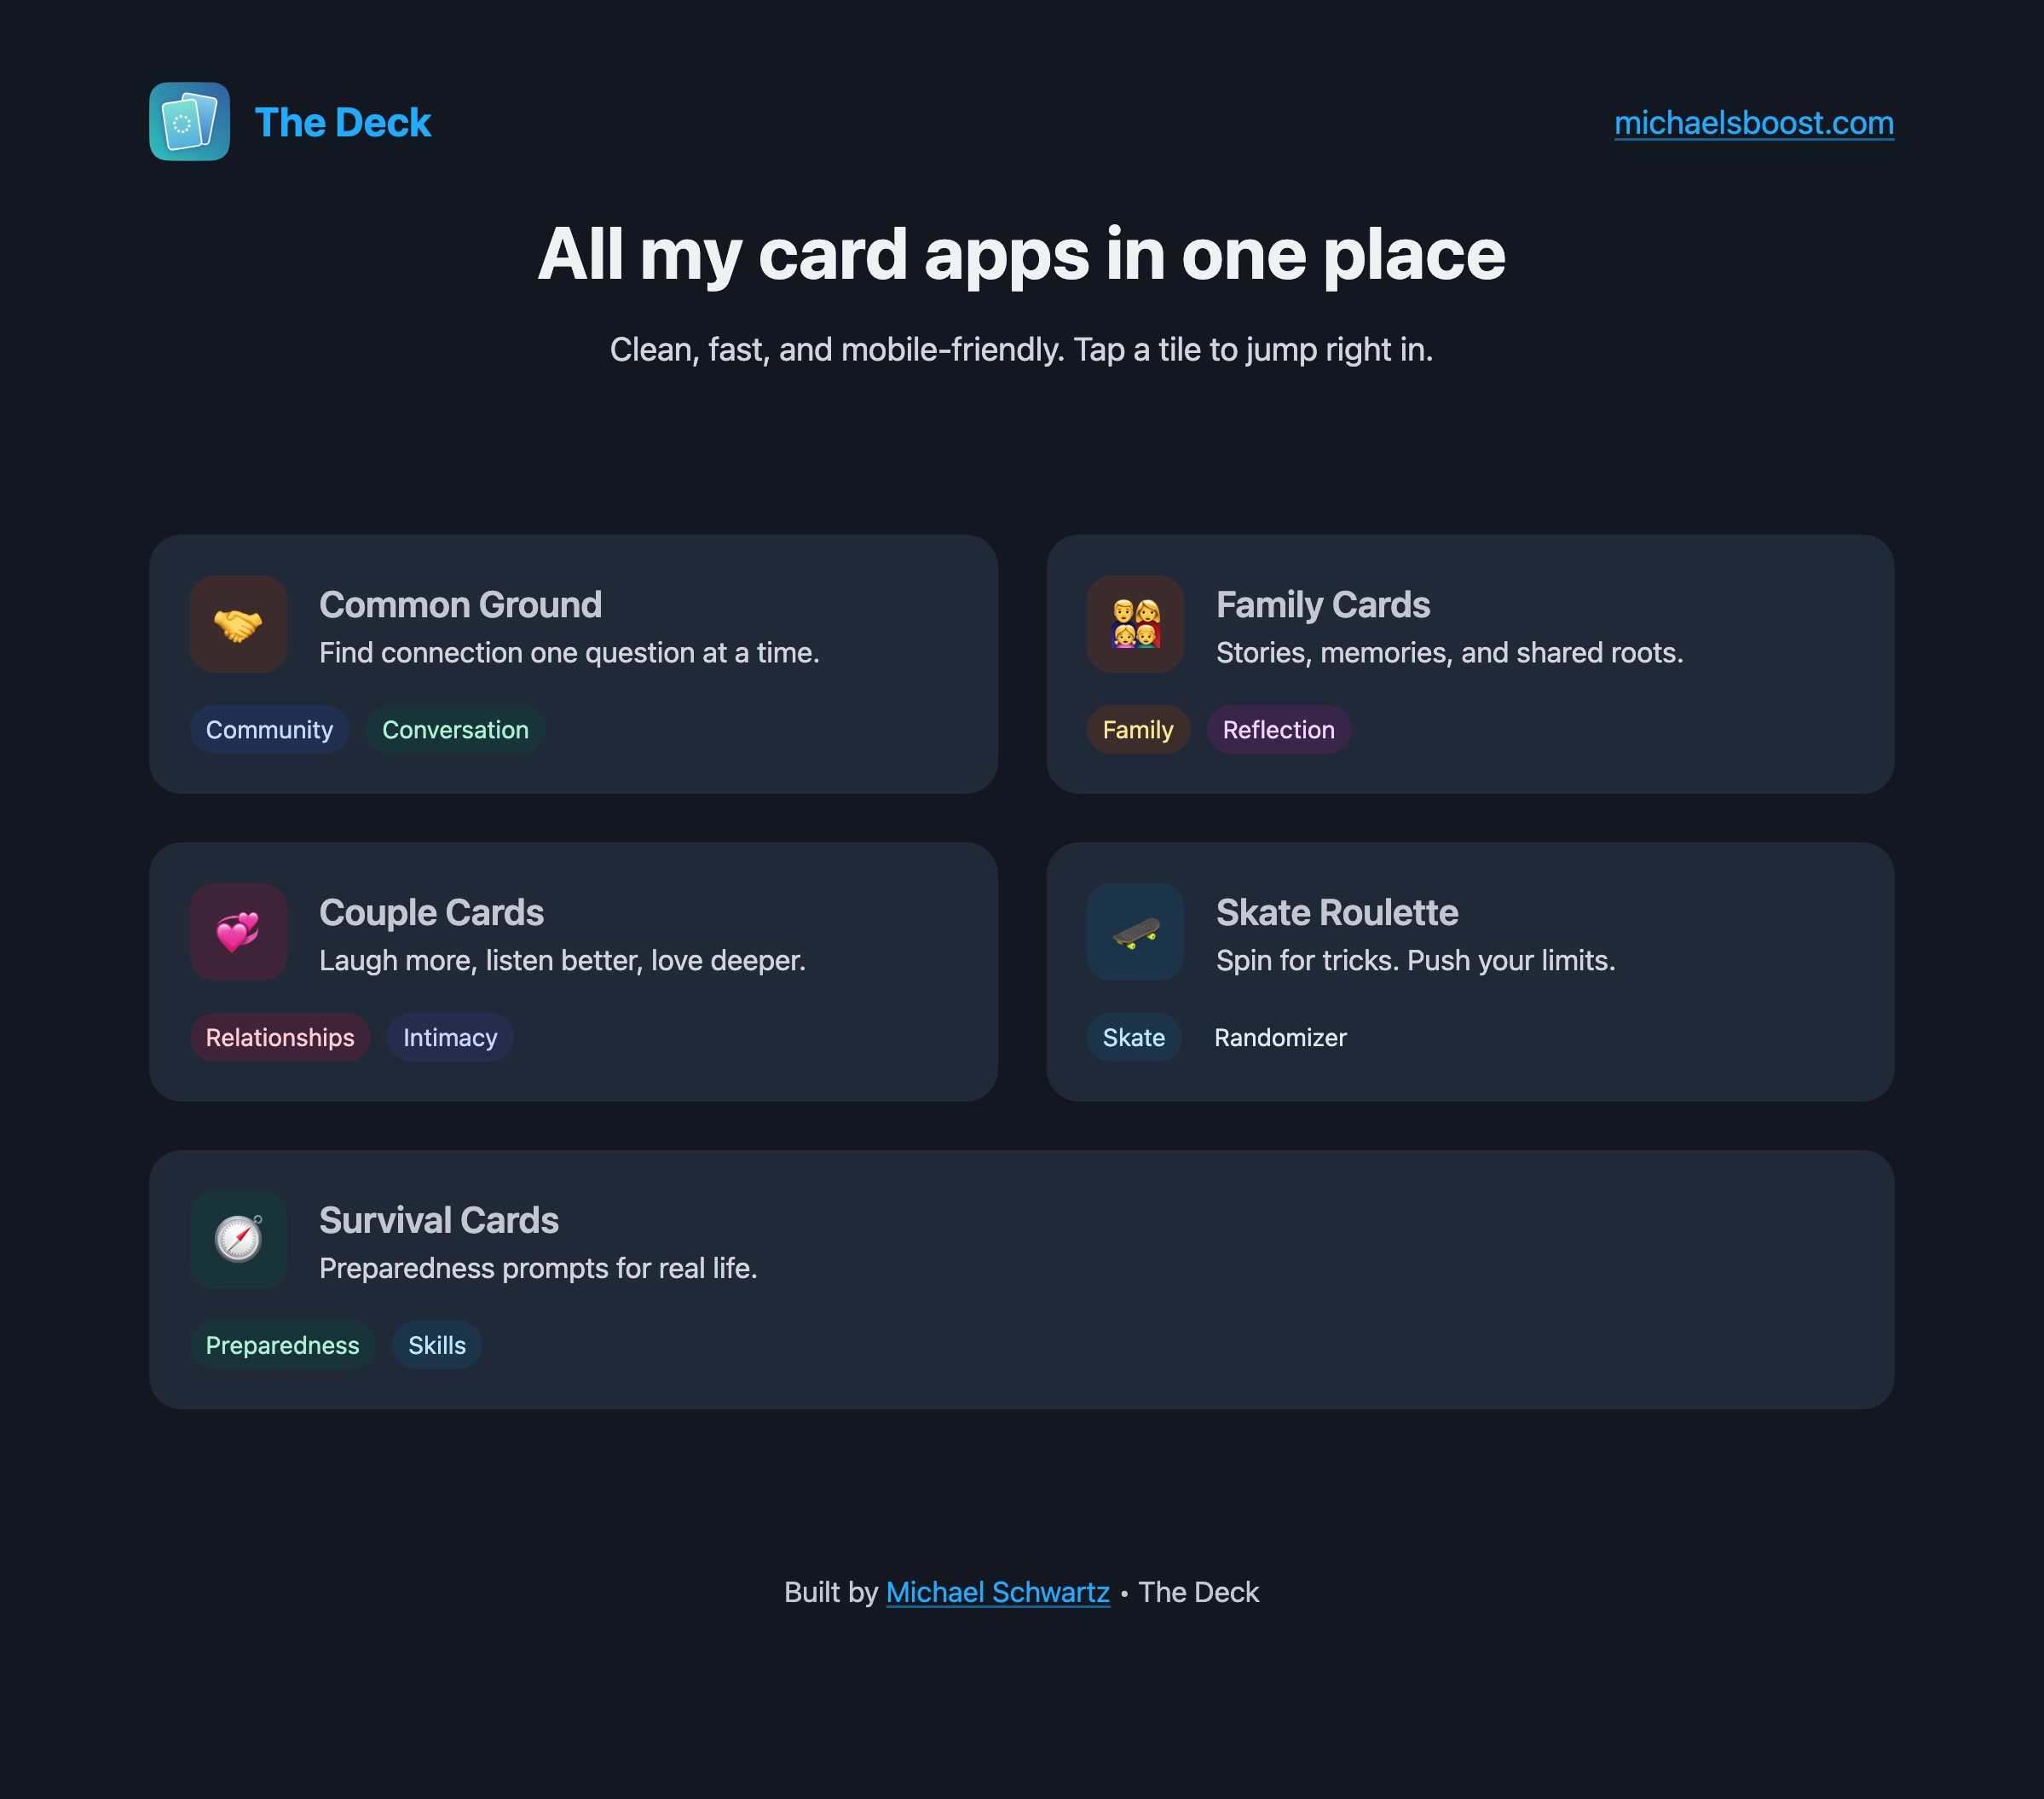 The Deck
michaelsboost.com
All my card apps in one place
Clean, fast, and mobile-friendly. Tap a tile to jump right in.
Common Ground
Find connection one question at a time.
Community
Conversation
Family Cards
Stories, memories, and shared roots.
Family
Reflection
Couple Cards
Laugh more, listen better, love deeper.
Relationships
Intimacy
Skate Roulette
Spin for tricks. Push your limits.
Skate
Randomizer
Survival Cards
Preparedness prompts for real life.
Preparedness
Skills
Built by Michael Schwartz • The Deck